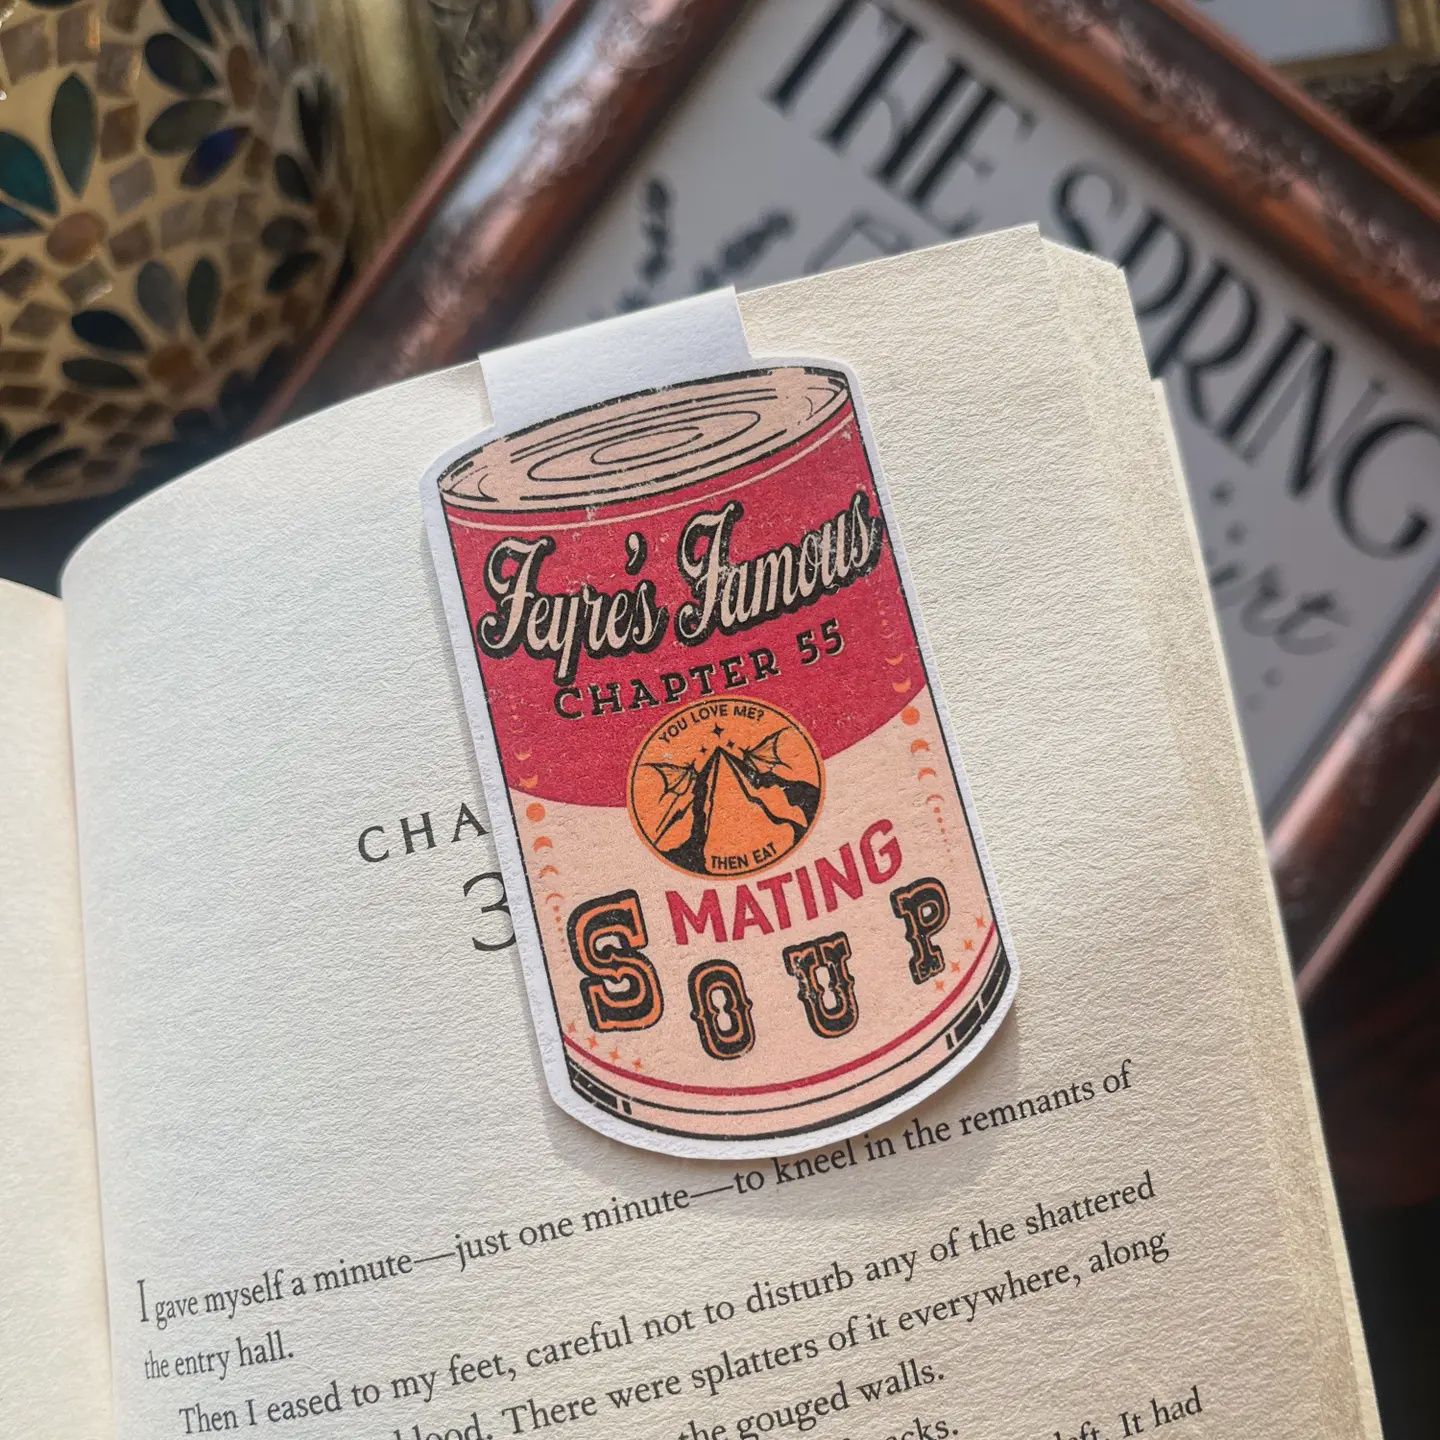 THE SPRING
Feyre's Famous
CHAPTER 55
YOU LOVE ME?
THEN EAT
MATING
SOUP
CHA
3
I gave myself a minute—just one minute—to kneel in the remnants of
the entry hall.
Then I eased to my feet, careful not to disturb any of the shattered
blood. There were splatters of it everywhere, along
the gouged walls.
left. It had